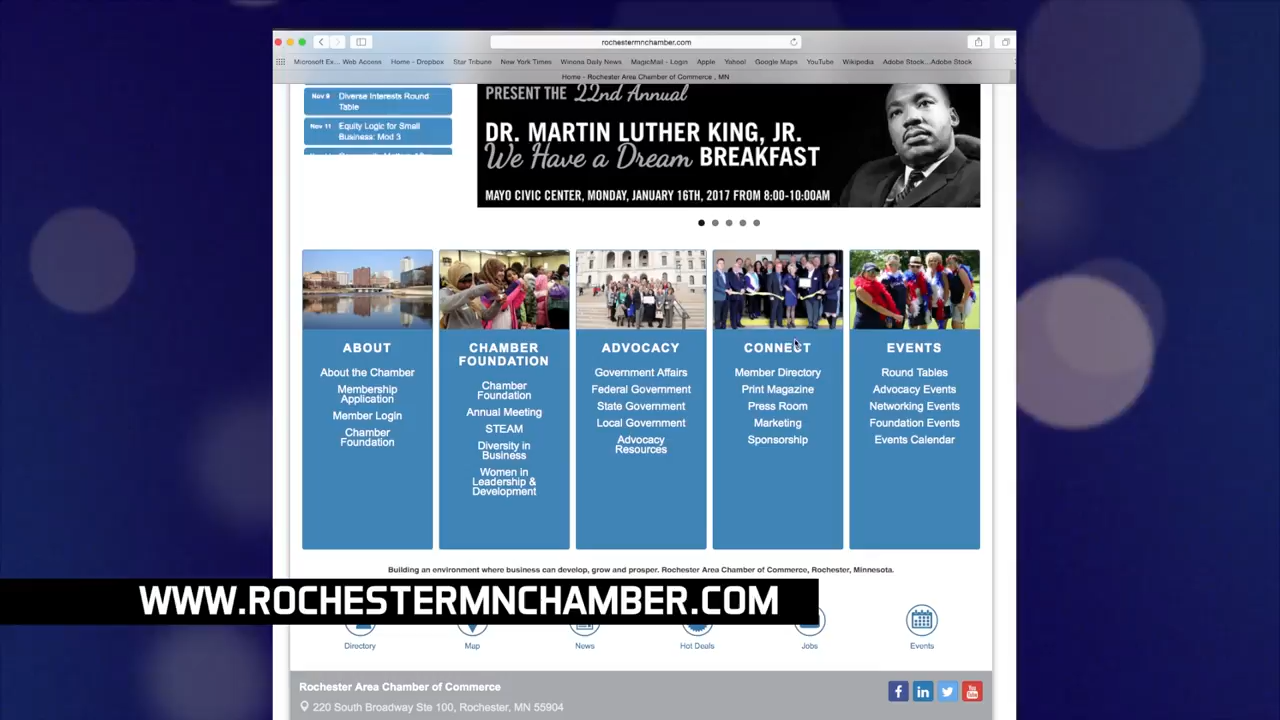 rochestermnchamber.com
Microsoft Ex... Web Access Home - Dropbox Star Tribune New York Times Winona Daily News MagicMail - Login Apple Yahoo! Google Maps YouTube Wikipedia Adobe Stock...Adobe Stock
Home - Rochester Area Chamber of Commerce , MN
Nov 9 Diverse Interests Round
Table
Nov 11 Equity Logic for Small
Business: Mod 3
PRESENT THE 22nd Annual
DR. MARTIN LUTHER KING, JR.
We Have a Dream BREAKFAST
MAYO CIVIC CENTER, MONDAY, JANUARY 16TH, 2017 FROM 8:00-10:00AM
ABOUT
About the Chamber
Membership
Application
Member Login
Chamber
Foundation
CHAMBER
FOUNDATION
Chamber
Foundation
Annual Meeting
STEAM
Diversity in
Business
Women in
Leadership &
Development
ADVOCACY
Government Affairs
Federal Government
State Government
Local Government
Advocacy
Resources
CONNECT
Member Directory
Print Magazine
Press Room
Marketing
Sponsorship
EVENTS
Round Tables
Advocacy Events
Networking Events
Foundation Events
Events Calendar
Building an environment where business can develop, grow and prosper. Rochester Area Chamber of Commerce, Rochester, Minnesota.
WWW.ROCHESTERMNCHAMBER.COM
Directory Map News Hot Deals Jobs Events
Rochester Area Chamber of Commerce
220 South Broadway Ste 100, Rochester, MN 55904
f in You Tube